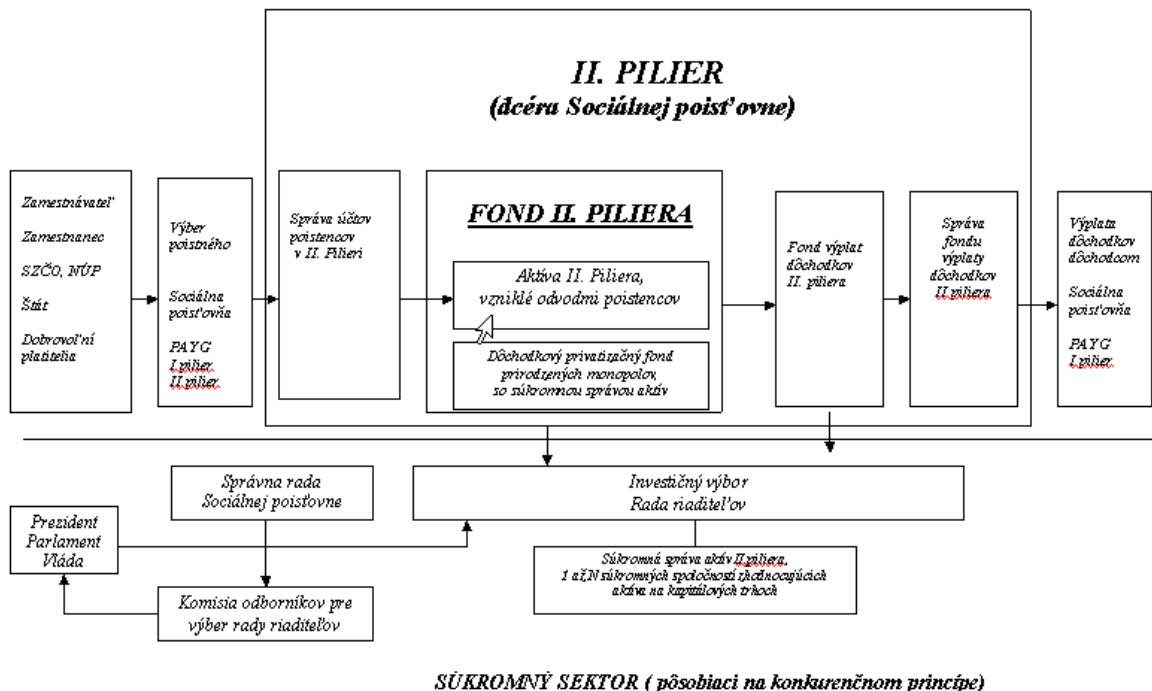 II. PILIER
(dcéra Sociálnej poisťovne)
Zamestnávateľ
Zamestnanec
SZČO, NÚP
Štát
Dobrovoľní
platitelia
Výber
poistného
Sociálna
poisťovňa
PAYG
I.pilier
II.pilier
Správa účtov
poistencov
v II. Pilieri
FOND II. PILIERA
Aktíva II. Piliera,
vzniklé odvodmi poistencov
Dôchodkový privatizačný fond
prirodzených monopolov,
so súkromnou správou aktív
Fond výplat
dôchodkov
II. piliera
Správa
fondu
výplaty
dôchodkov
II.piliera
Výplata
dôchodkov
dôchodcom
Sociálna
poisťovňa
PAYG
I.pilier
Správna rada
Sociálnej poisťovne
Investičný výbor
Rada riaditeľov
Prezident
Parlament
Vláda
Súkromná správa aktív II.piliera,
1 až N súkromných spoločností zhodnocujúcich
aktíva na kapitálových trhoch
Komisia odborníkov pre
výber rady riaditeľov
SÚKROMNÝ SEKTOR ( pôsobiaci na konkurenčnom princípe)